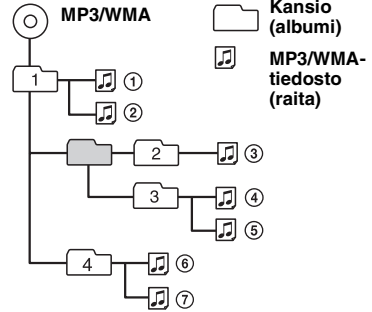 MP3/WMA
Kansio
(albumi)
MP3/WMA-
tiedosto
(raita)
1
①
②
2
③
3
④
⑤
4
⑥
⑦